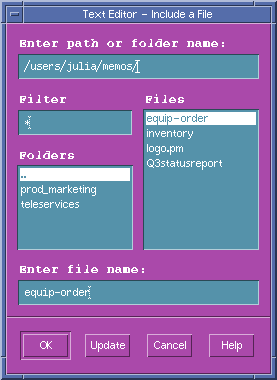 Text Editor - Include a File
Enter path or folder name:
/users/julia/memos/
Filter
*
Files
equip-order
inventory
logo.pm
Q3statusreport
Folders
..
prod_marketing
teleservices
Enter file name:
equip-order
OK Update Cancel Help